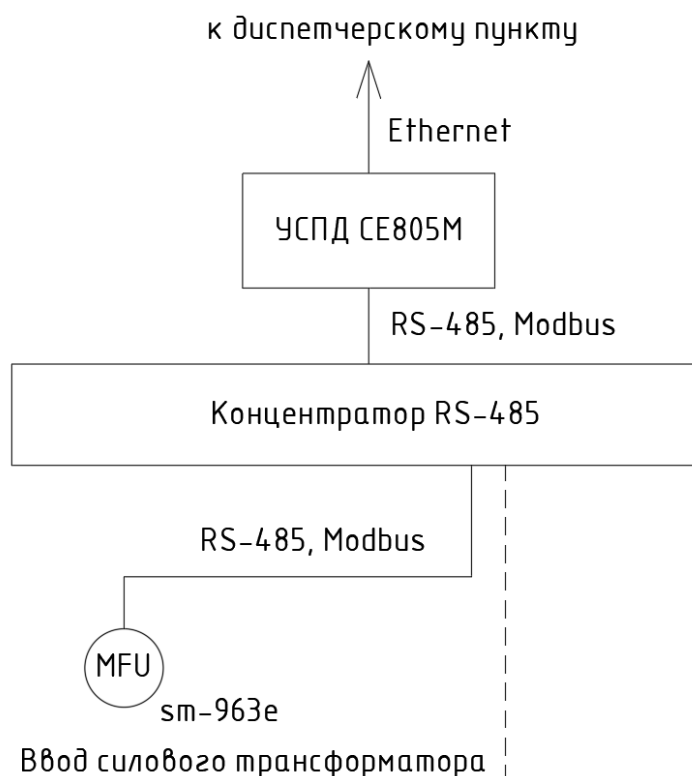 к диспетчерскому пункту
Ethernet
УСПД CE805M
RS-485, Modbus
Концентратор RS-485
RS-485, Modbus
MFU
sm-963e
Ввод силового трансформатора